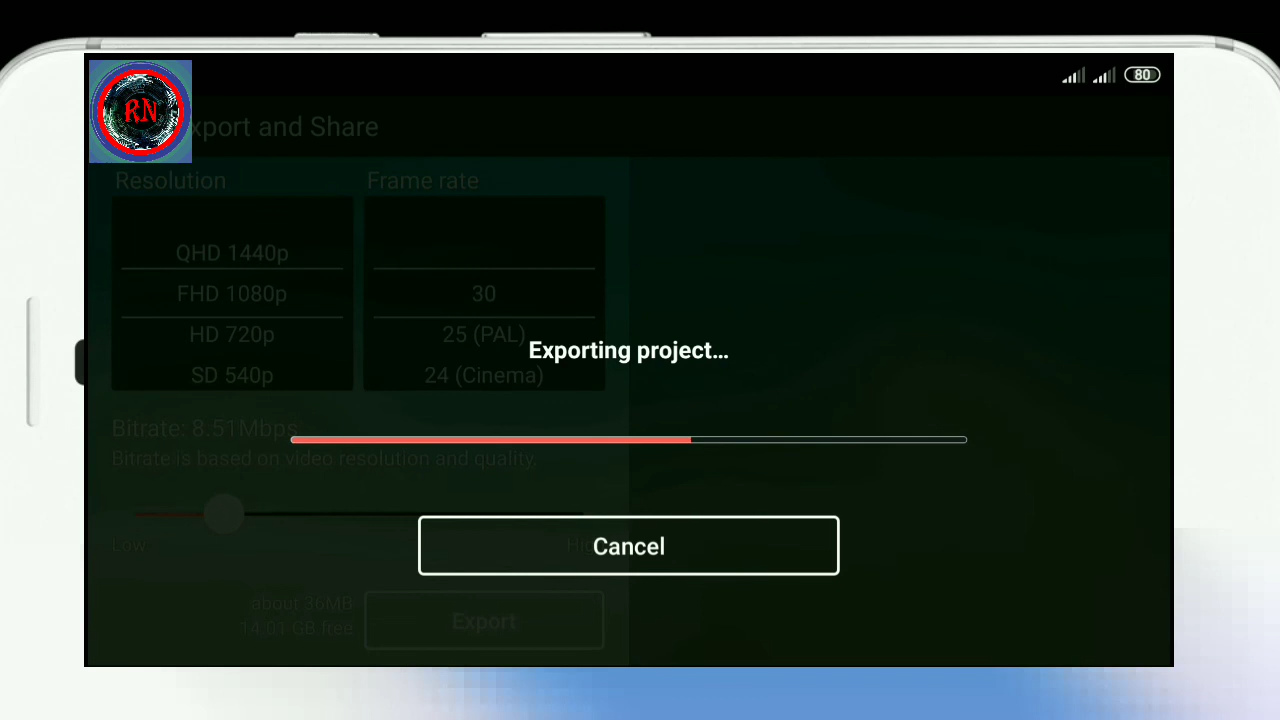 80
RN
xport and Share
Resolution
Frame rate
QHD 1440p
FHD 1080p
30
HD 720p
25 (PAL)
Exporting project...
SD 540p
24 (Cinema)
Bitrate: 8.51Mbps
Bitrate is based on video resolution and quality.
Low
Cancel
about 36MB
14.01 GB free
Export